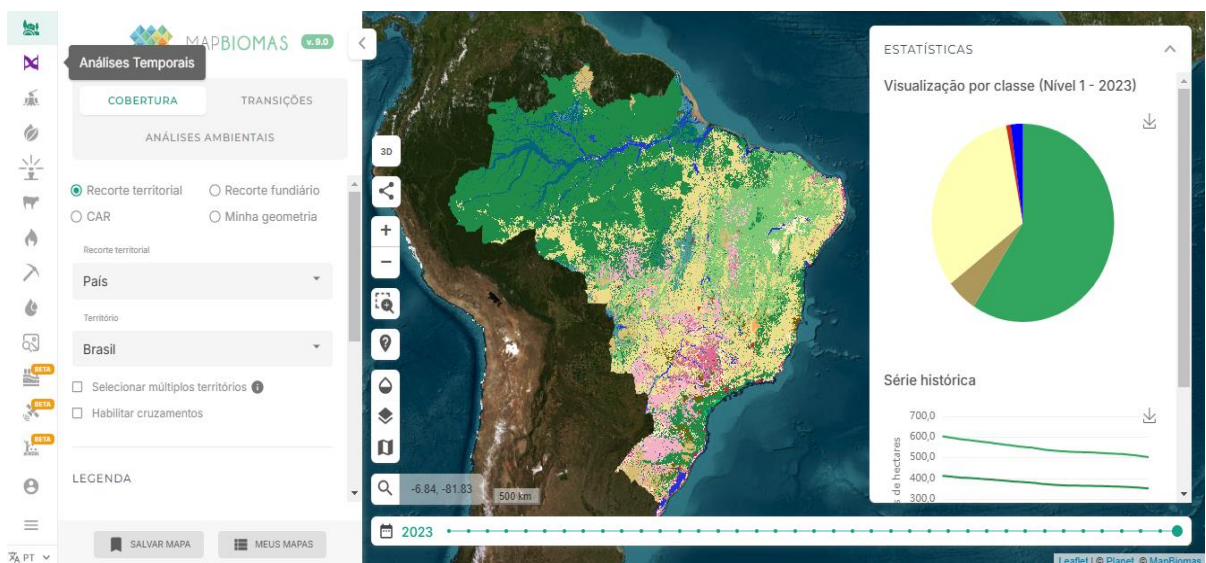 MAPBIOMAS v. 9.0
Análises Temporais
COBERTURA
TRANSIÇÕES
ANÁLISES AMBIENTAIS
Recorte territorial
Recorte fundiário
CAR
Minha geometria
Recorte territorial
País
Território
Brasil
Selecionar múltiplos territórios
Habilitar cruzamentos
LEGENDA
SALVAR MAPA
MEUS MAPAS
BETA
BETA
BETA
PT
3D
-6.84, -81.83
500 km
2023
ESTATÍSTICAS
Visualização por classe (Nível 1 - 2023)
Série histórica
700,0
600,0
500,0
400,0
300,0
s de hectares
Leaflet | © Planet, © MapBiomas